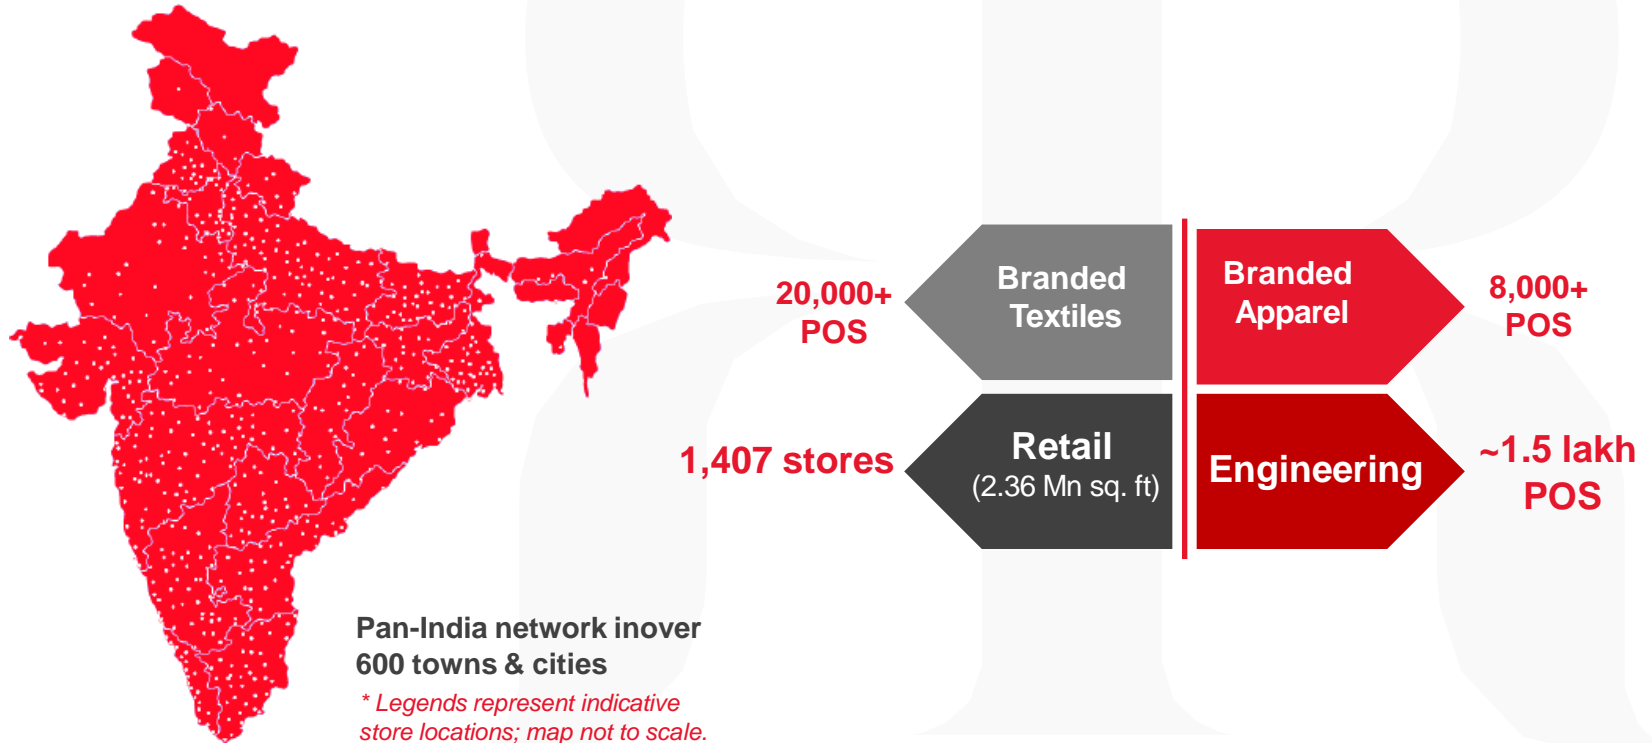 20,000+
POS
Branded
Textiles
Branded
Apparel
8,000+
POS
1,407 stores
Retail
(2.36 Mn sq. ft)
Engineering
~1.5 lakh
POS
Pan-India network inover
600 towns & cities
* Legends represent indicative
store locations; map not to scale.